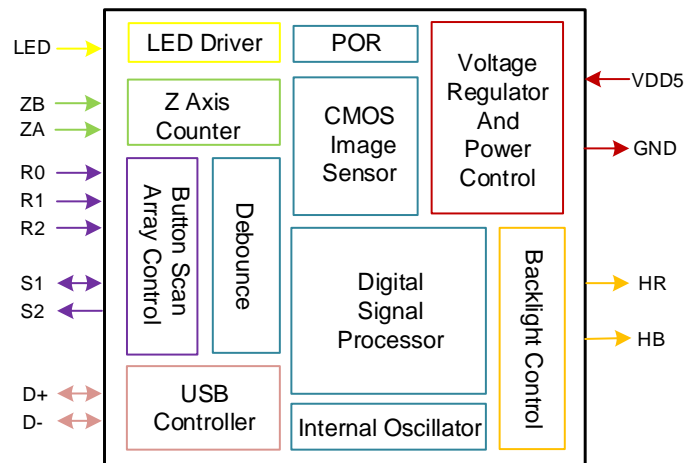 LED
ZB
ZA
R0
R1
R2
S1
S2
D+
D-
LED Driver
Z Axis
Counter
Button Scan
Array Control
Debounce
USB
Controller
POR
CMOS
Image
Sensor
Digital
Signal
Processor
Internal Oscillator
Voltage
Regulator
And
Power
Control
Backlight Control
VDD5
GND
HR
HB